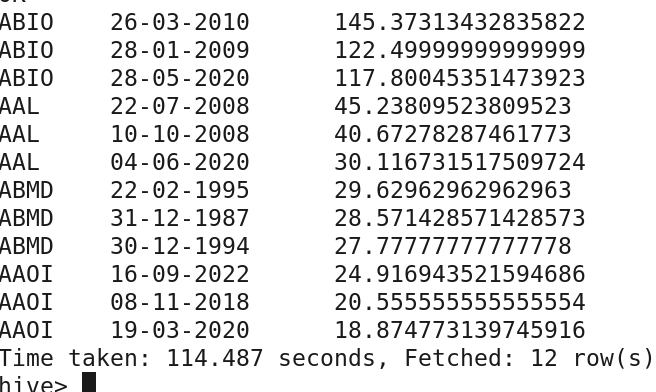 OK
ABIO 26-03-2010 145.37313432835822
ABIO 28-01-2009 122.49999999999999
ABIO 28-05-2020 117.80045351473923
AAL 22-07-2008 45.23809523809523
AAL 10-10-2008 40.67278287461773
AAL 04-06-2020 30.116731517509724
ABMD 22-02-1995 29.62962962962963
ABMD 31-12-1987 28.571428571428573
ABMD 30-12-1994 27.77777777777778
AAOI 16-09-2022 24.916943521594686
AAOI 08-11-2018 20.555555555555554
AAOI 19-03-2020 18.874773139745916
Time taken: 114.487 seconds, Fetched: 12 row(s)
hive>